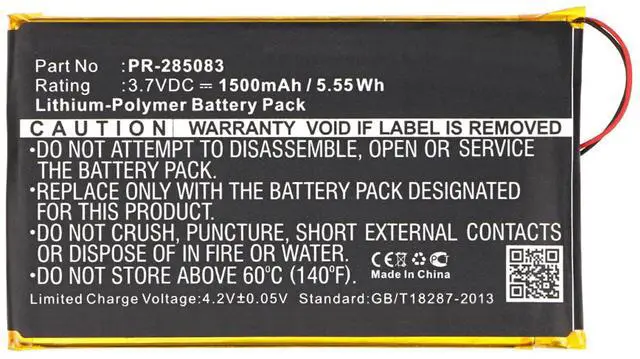 Part No :PR-285083
Rating :3.7VDC ⎓ 1500mAh / 5.55Wh
Lithium-Polymer Battery Pack
CAUTION WARRANTY VOID IF LABEL IS REMOVED
•DO NOT ATTEMPT TO DISASSEMBLE, OPEN OR SERVICE
THE BATTERY PACK.
•REPLACE ONLY WITH THE BATTERY PACK DESIGNATED
FOR THIS PRODUCT.
•DO NOT CRUSH, PUNCTURE, SHORT EXTERNAL CONTACTS
OR DISPOSE OF IN FIRE OR WATER.
•DO NOT STORE ABOVE 60°C (140°F).
CE
Made In China
Limited Charge Voltage:4.2V±0.05V Standard:GB/T18287-2013